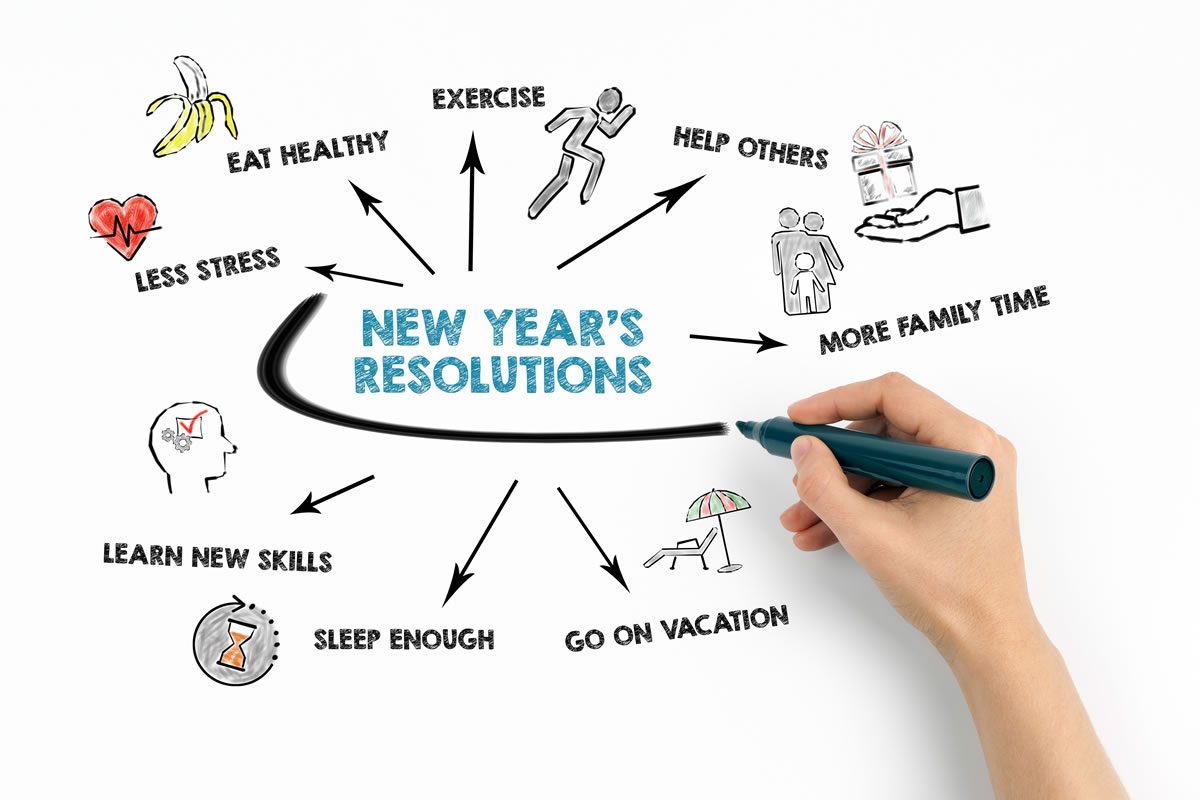 EXERCISE
EAT HEALTHY
HELP OTHERS
LESS STRESS
MORE FAMILY TIME
NEW YEAR'S
RESOLUTIONS
LEARN NEW SKILLS
SLEEP ENOUGH
GO ON VACATION